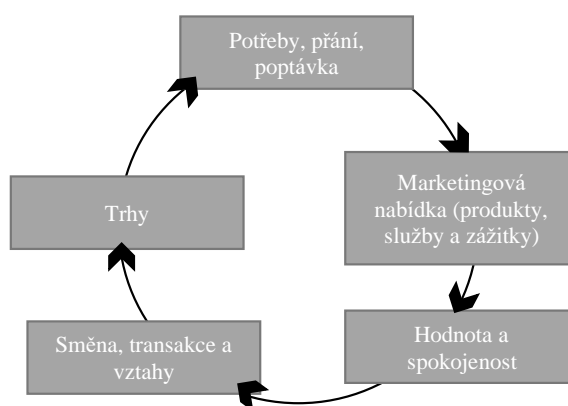 Potřeby, přání,
poptávka
Marketingová
nabídka (produkty,
služby a zážitky)
Hodnota a
spokojenost
Směna, transakce a
vztahy
Trhy